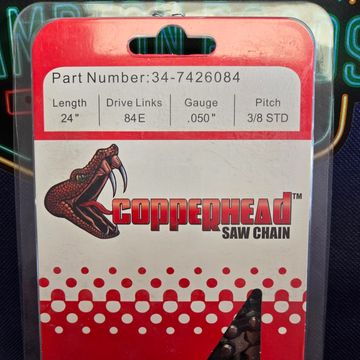 Part Number:34-7426084
Length Drive Links Gauge Pitch
24" 84E .050" 3/8 STD
COPPERHEAD™
SAW CHAIN